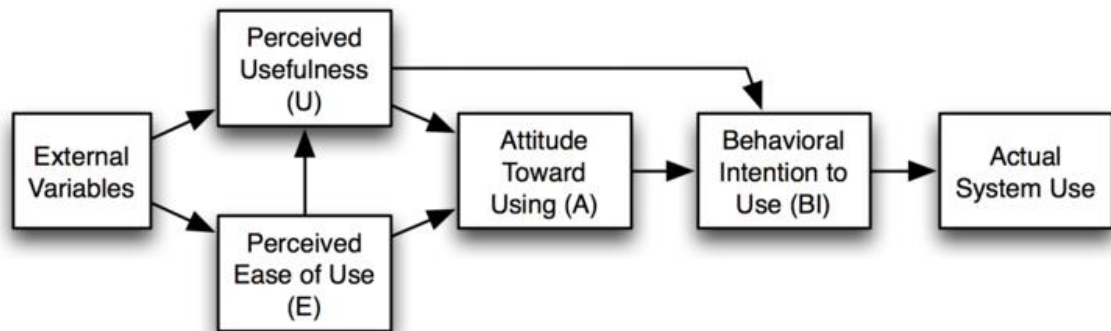 External
Variables
Perceived
Usefulness
(U)
Perceived
Ease of Use
(E)
Attitude
Toward
Using (A)
Behavioral
Intention to
Use (BI)
Actual
System Use